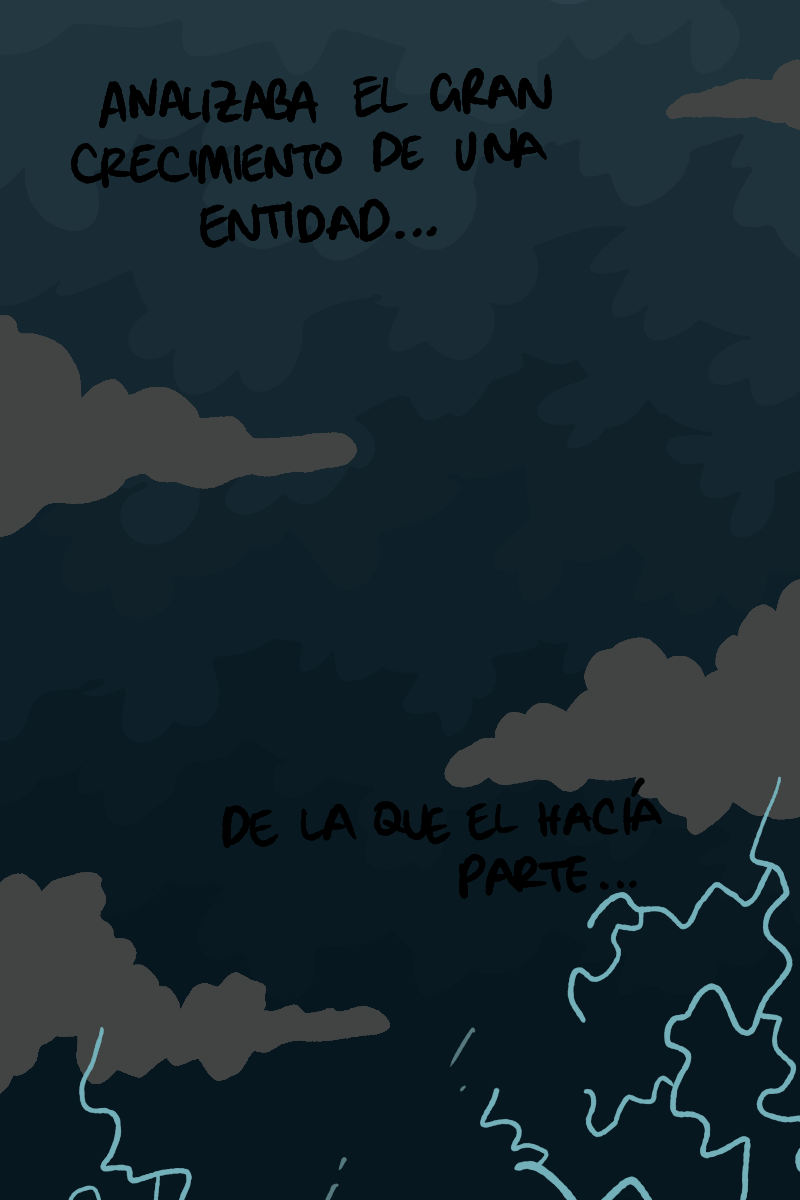 ANALIZABA EL GRAN
CRECIMIENTO DE UNA
ENTIDAD...
DE LA QUE EL HACÍA
PARTE...